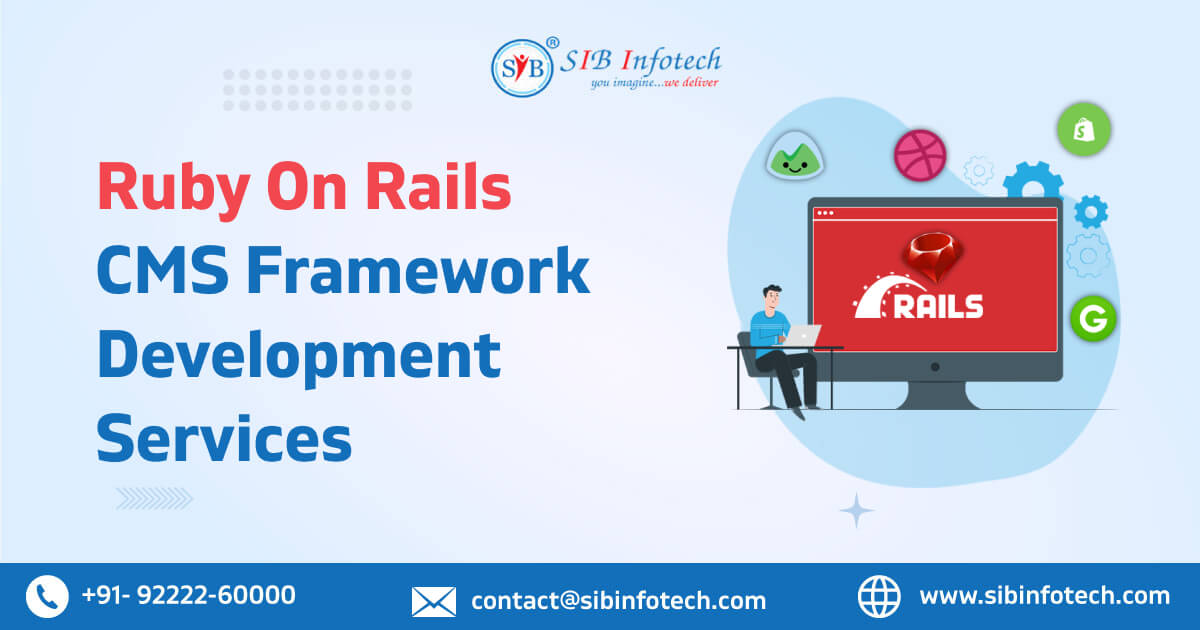 SYB
®
SIB Infotech
you imagine...we deliver
Ruby On Rails
CMS Framework
Development
Services
RAILS
S
G
+91- 92222-60000
contact@sibinfotech.com
www.sibinfotech.com